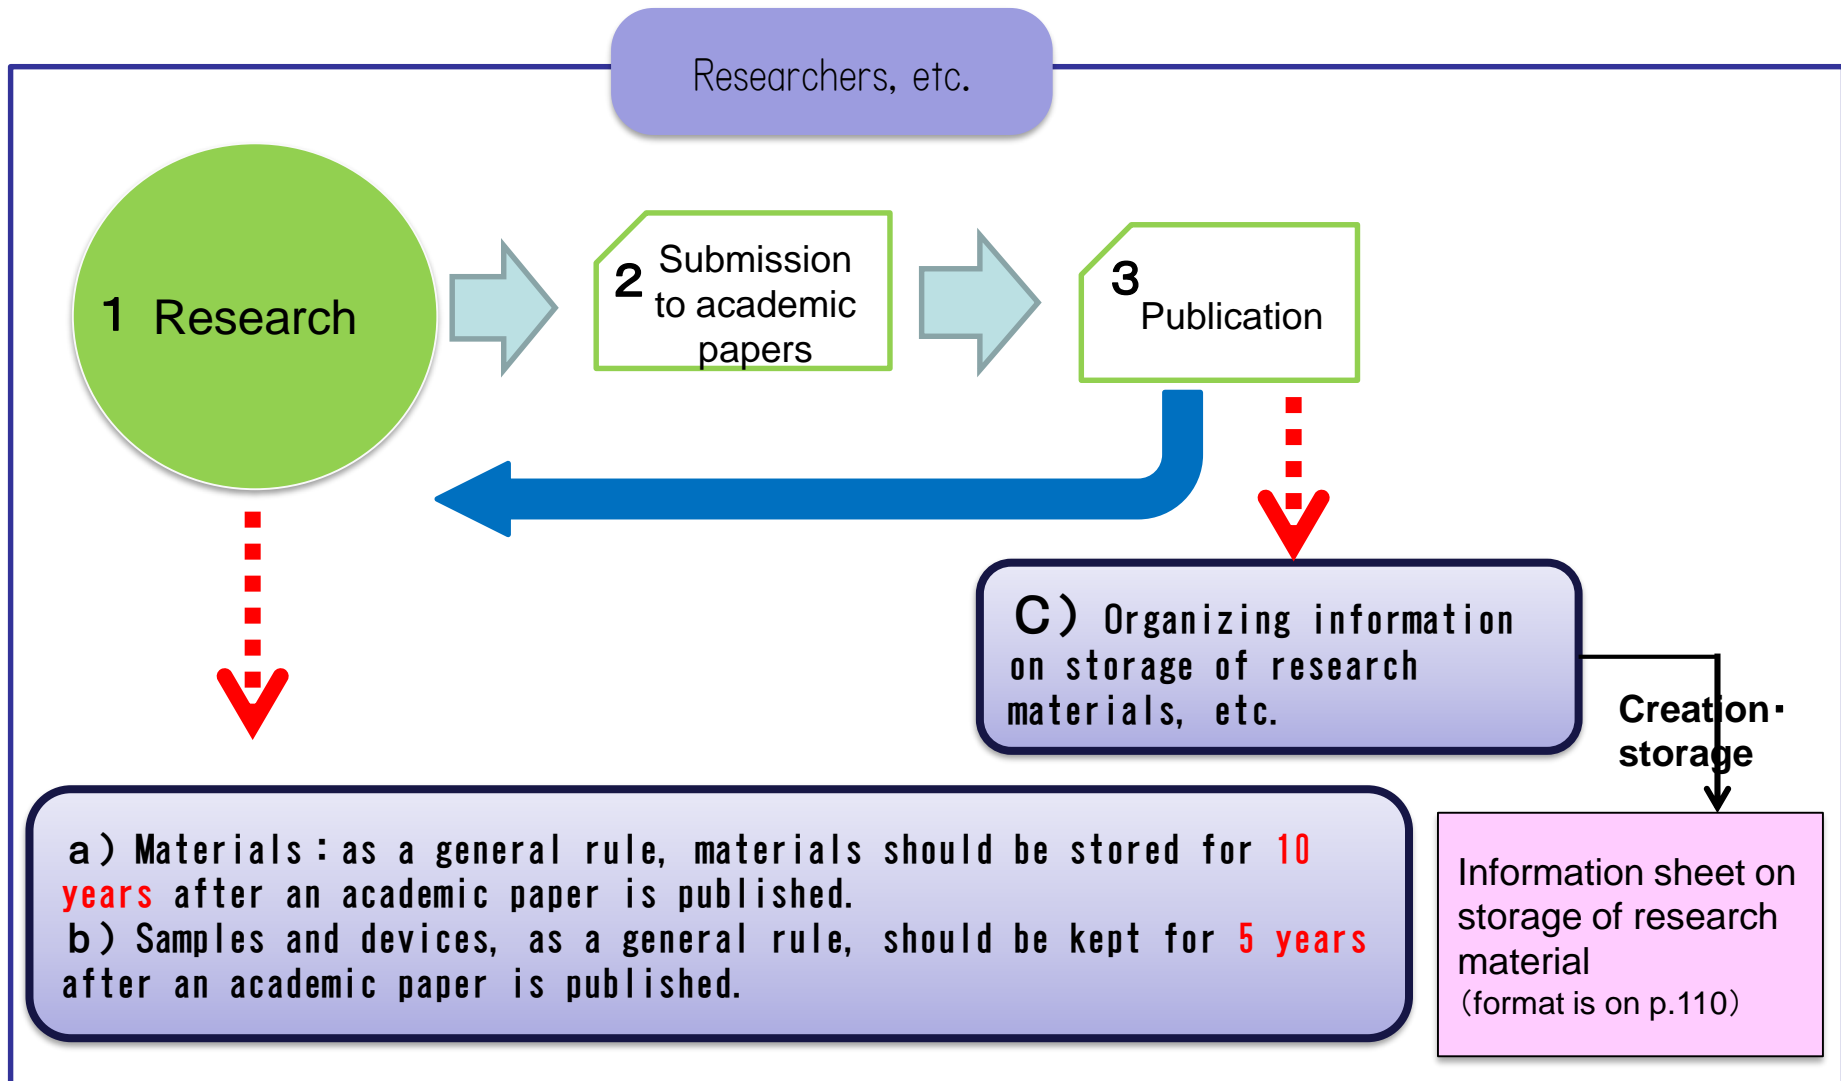 Researchers, etc.
1 Research
2 Submission
to academic
papers
3
Publication
C) Organizing information
on storage of research
materials, etc.
Creation・
storage
a) Materials：as a general rule, materials should be stored for 10
years after an academic paper is published.
b) Samples and devices, as a general rule, should be kept for 5 years
after an academic paper is published.
Information sheet on
storage of research
material
（format is on p.110）